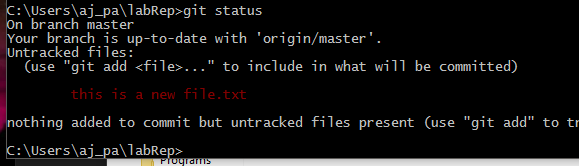 C:\Users\aj_pa\labRep>git status
On branch master
Your branch is up-to-date with 'origin/master'.
Untracked files:
  (use "git add <file>..." to include in what will be committed)
        this is a new file.txt
nothing added to commit but untracked files present (use "git add" to tr
C:\Users\aj_pa\labRep>
Programs